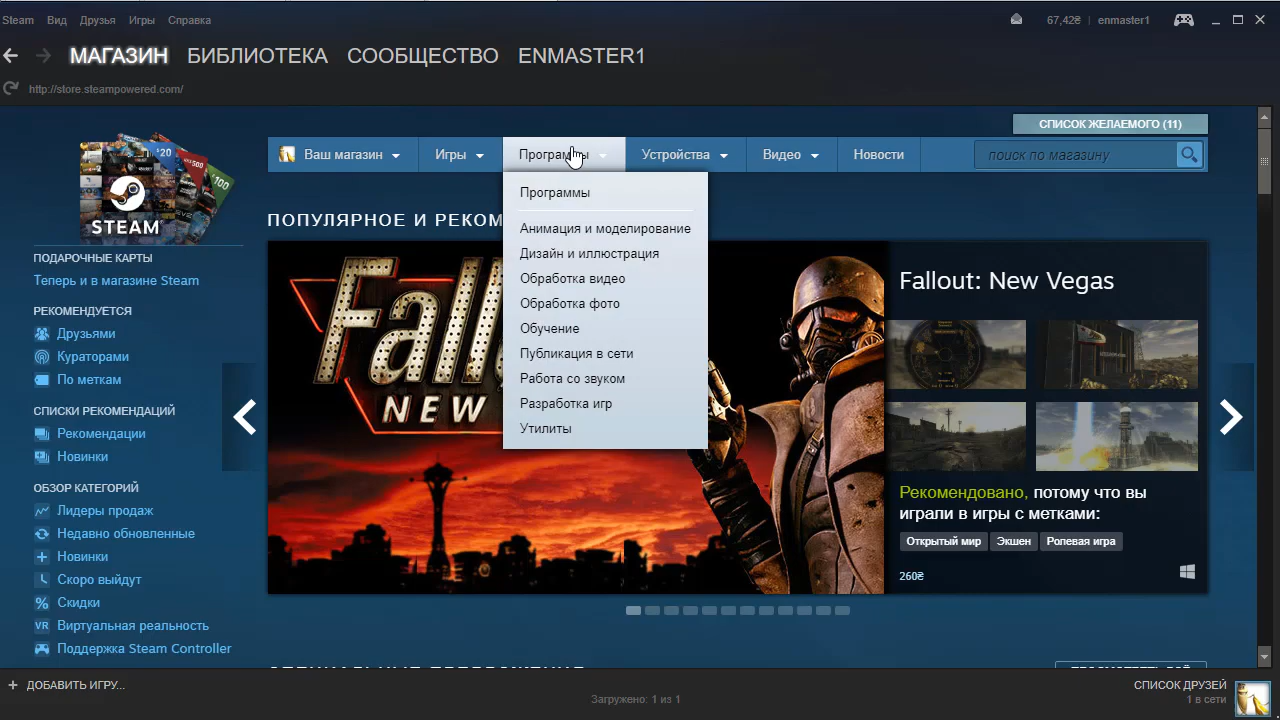 Steam Вид Друзья Игры Справка
67,42₴ enmaster1
МАГАЗИН БИБЛИОТЕКА СООБЩЕСТВО ENMASTER1
http://store.steampowered.com/
СПИСОК ЖЕЛАЕМОГО (11)
Ваш магазин Игры Программы Устройства Видео Новости поиск по магазину
$20
$100
STEAM
ПОДАРОЧНЫЕ КАРТЫ
Теперь и в магазине Steam
РЕКОМЕНДУЕТСЯ
Друзьями
Кураторами
По меткам
СПИСКИ РЕКОМЕНДАЦИЙ
Рекомендации
Новинки
ОБЗОР КАТЕГОРИЙ
Лидеры продаж
Недавно обновленные
Новинки
Скоро выйдут
Скидки
VR Виртуальная реальность
Поддержка Steam Controller
Программы
Анимация и моделирование
Дизайн и иллюстрация
Обработка видео
Обработка фото
Обучение
Публикация в сети
Работа со звуком
Разработка игр
Утилиты
ПОПУЛЯРНОЕ И РЕКОМ
Fall
NEW
Fallout: New Vegas
Рекомендовано, потому что вы
играли в игры с метками:
Открытый мир Экшен Ролевая игра
260₴
ДОБАВИТЬ ИГРУ...
Загружено: 1 из 1
СПИСОК ДРУЗЕЙ
1 в сети